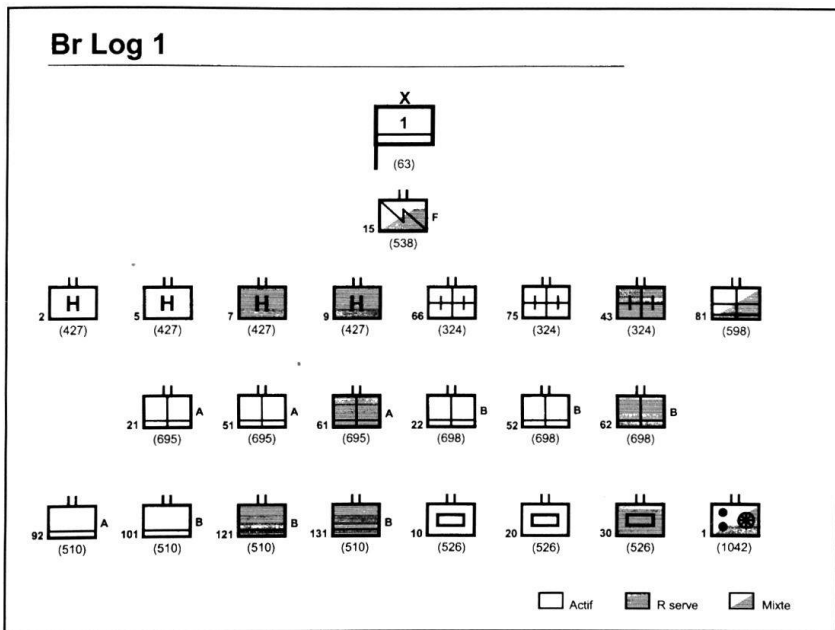 Br Log 1
X
1
(63)
15 F
(538)
2 H 5 H 7 H 9 H 66 75 43 81
(427) (427) (427) (427) (324) (324) (324) (598)
21 A 51 A 61 A 22 B 52 B 62 B
(695) (695) (695) (698) (698) (698)
92 A 101 B 121 B 131 B 10 20 30 1
(510) (510) (510) (510) (526) (526) (526) (1042)
Actif R serve Mixte